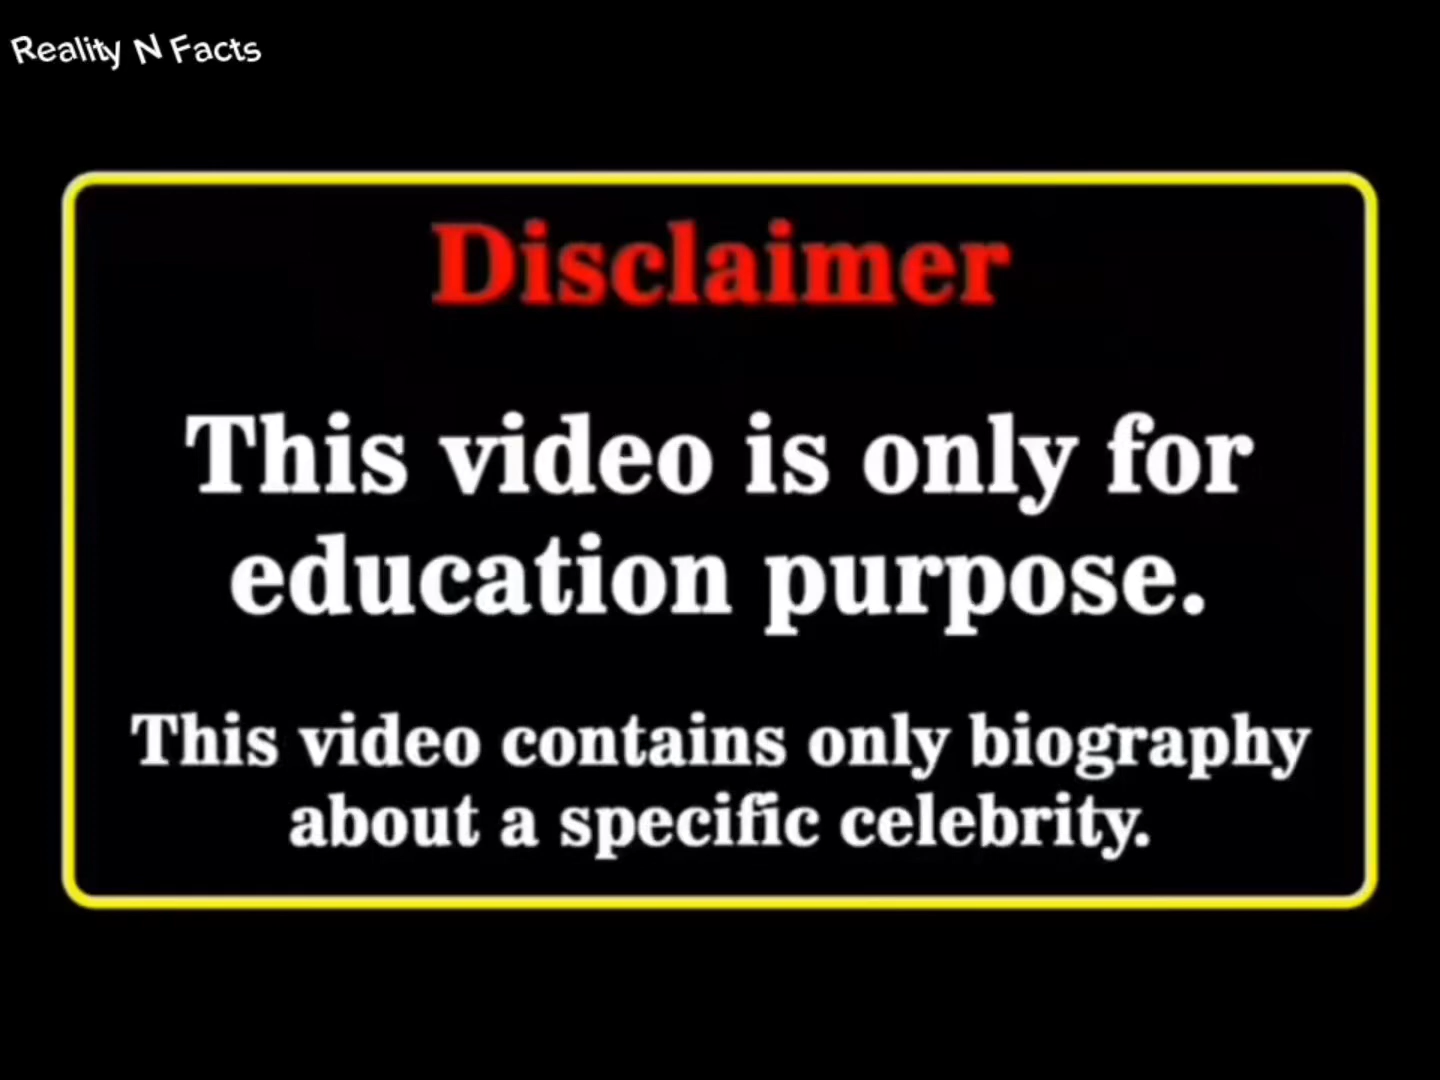 Reality N Facts
Disclaimer
This video is only for
education purpose.
This video contains only biography
about a specific celebrity.